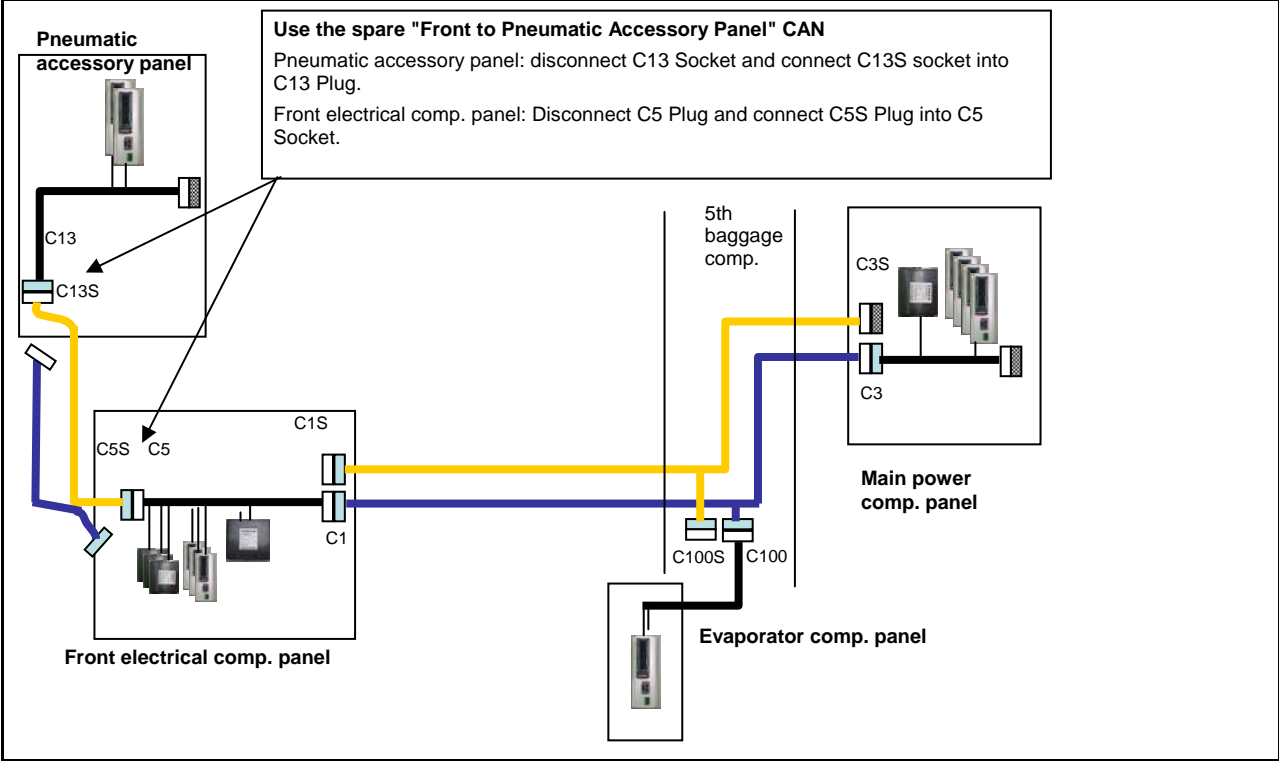 Pneumatic
accessory panel
Use the spare "Front to Pneumatic Accessory Panel" CAN
Pneumatic accessory panel: disconnect C13 Socket and connect C13S socket into
C13 Plug.
Front electrical comp. panel: Disconnect C5 Plug and connect C5S Plug into C5
Socket.
C13
C13S
5th
baggage
comp.
C3S
C3
C1S
C5S C5
C1
Main power
comp. panel
C100S C100
Evaporator comp. panel
Front electrical comp. panel